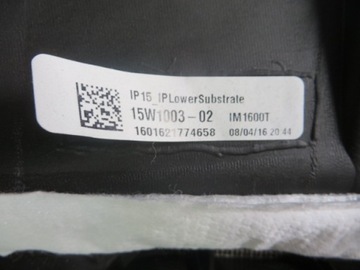 IP15_IPLowerSubstrate
15W1003-02 IM1600T
1601621774658 08/04/16 20:44